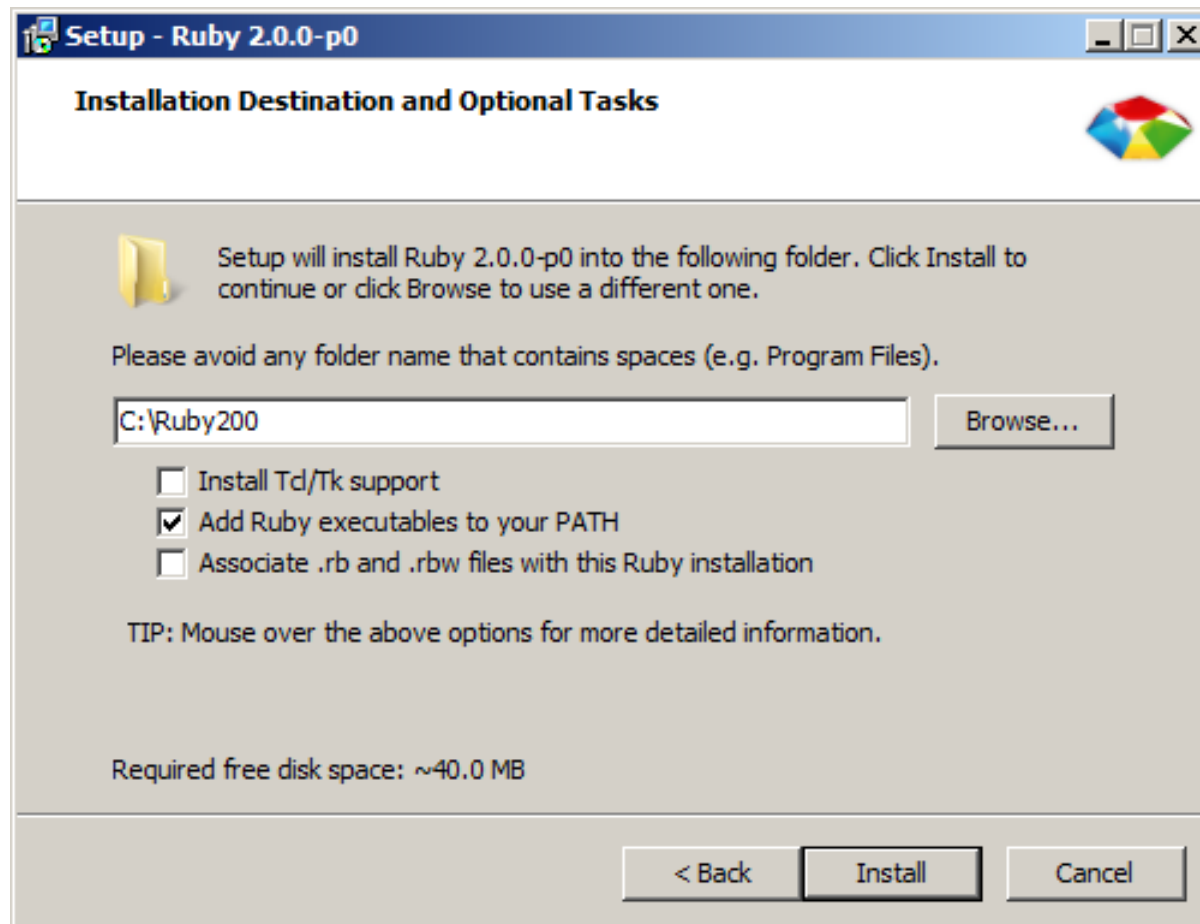 Setup - Ruby 2.0.0-p0
Installation Destination and Optional Tasks
Setup will install Ruby 2.0.0-p0 into the following folder. Click Install to
continue or click Browse to use a different one.
Please avoid any folder name that contains spaces (e.g. Program Files).
C:\Ruby200
Browse...
Install Tcl/Tk support
Add Ruby executables to your PATH
Associate .rb and .rbw files with this Ruby installation
TIP: Mouse over the above options for more detailed information.
Required free disk space: ~40.0 MB
< Back
Install
Cancel